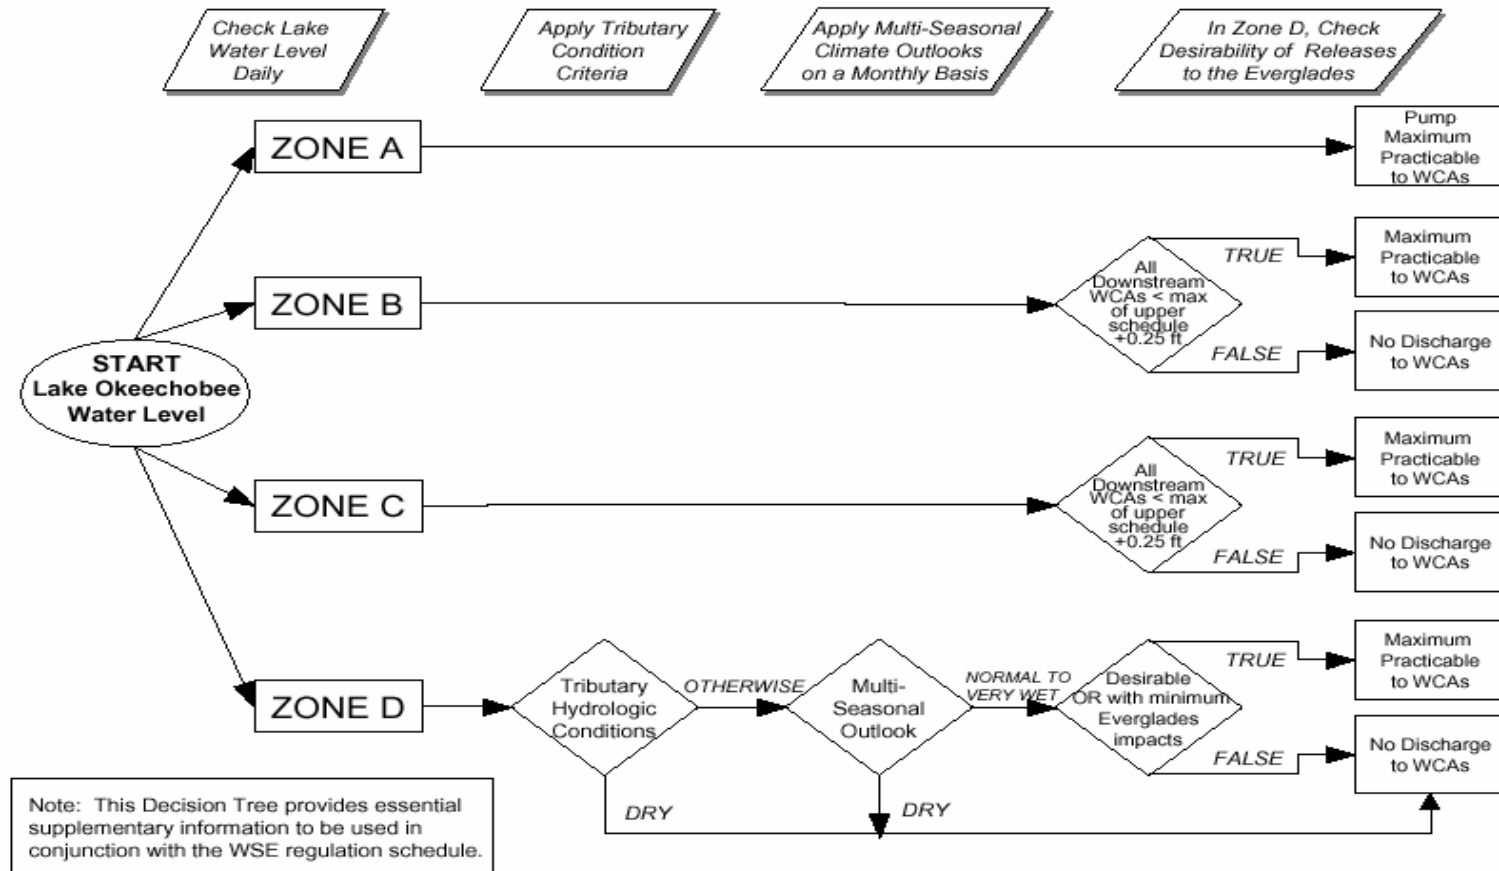 Check Lake
Water Level
Daily
Apply Tributary
Condition
Criteria
Apply Multi-Seasonal
Climate Outlooks
on a Monthly Basis
In Zone D, Check
Desirability of Releases
to the Everglades
ZONE A
Pump
Maximum
Practicable
to WCAs
ZONE B
All
Downstream
WCAs < max
of upper
schedule
+0.25 ft
TRUE
Maximum
Practicable
to WCAs
FALSE
No Discharge
to WCAs
START
Lake Okeechobee
Water Level
ZONE C
All
Downstream
WCAs < max
of upper
schedule
+0.25 ft
TRUE
Maximum
Practicable
to WCAs
FALSE
No Discharge
to WCAs
ZONE D
Tributary
Hydrologic
Conditions
OTHERWISE
Multi-
Seasonal
Outlook
NORMAL TO
VERY WET
Desirable
OR with minimum
Everglades
impacts
TRUE
Maximum
Practicable
to WCAs
FALSE
No Discharge
to WCAs
DRY
DRY
Note: This Decision Tree provides essential
supplementary information to be used in
conjunction with the WSE regulation schedule.